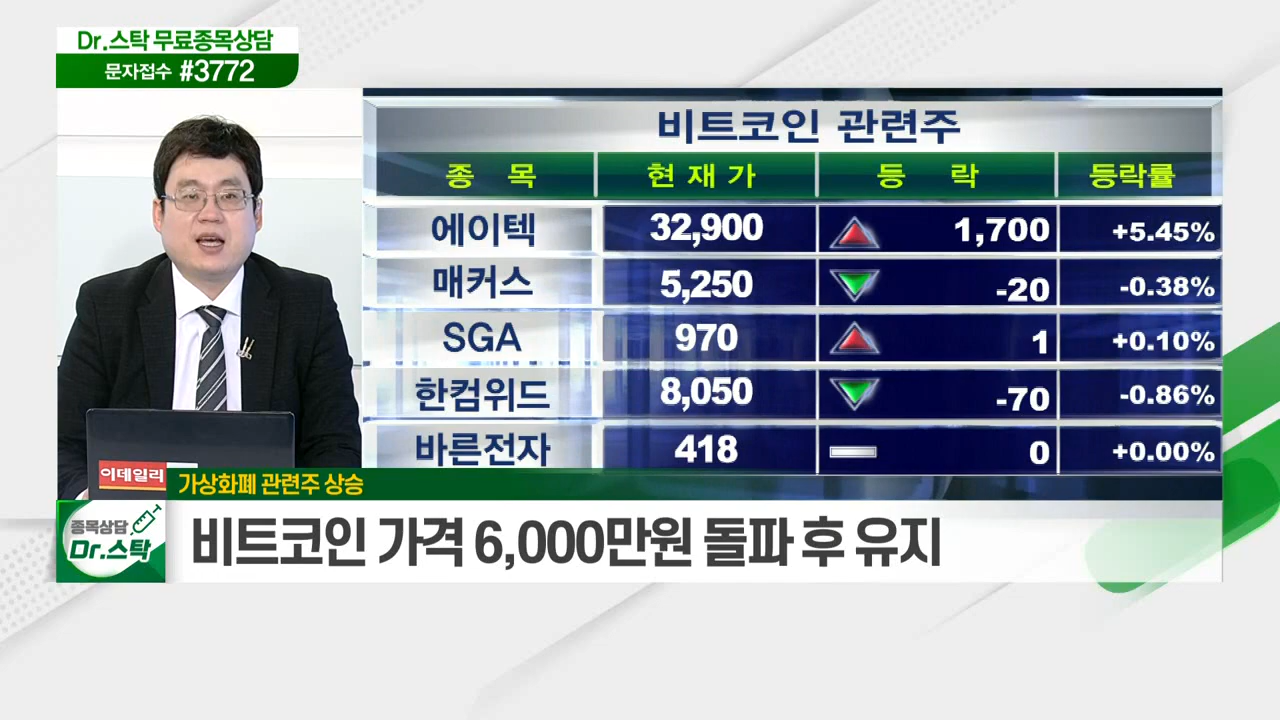 Dr.스탁 무료종목상담
문자접수 #3772
비트코인 관련주
종 목 현 재 가 등 락 등락률
에이텍 32,900 1,700 +5.45%
매커스 5,250 -20 -0.38%
SGA 970 1 +0.10%
한컴위드 8,050 -70 -0.86%
바른전자 418 0 +0.00%
이데일리
가상화폐 관련주 상승
종목상담
Dr.스탁
비트코인 가격 6,000만원 돌파 후 유지